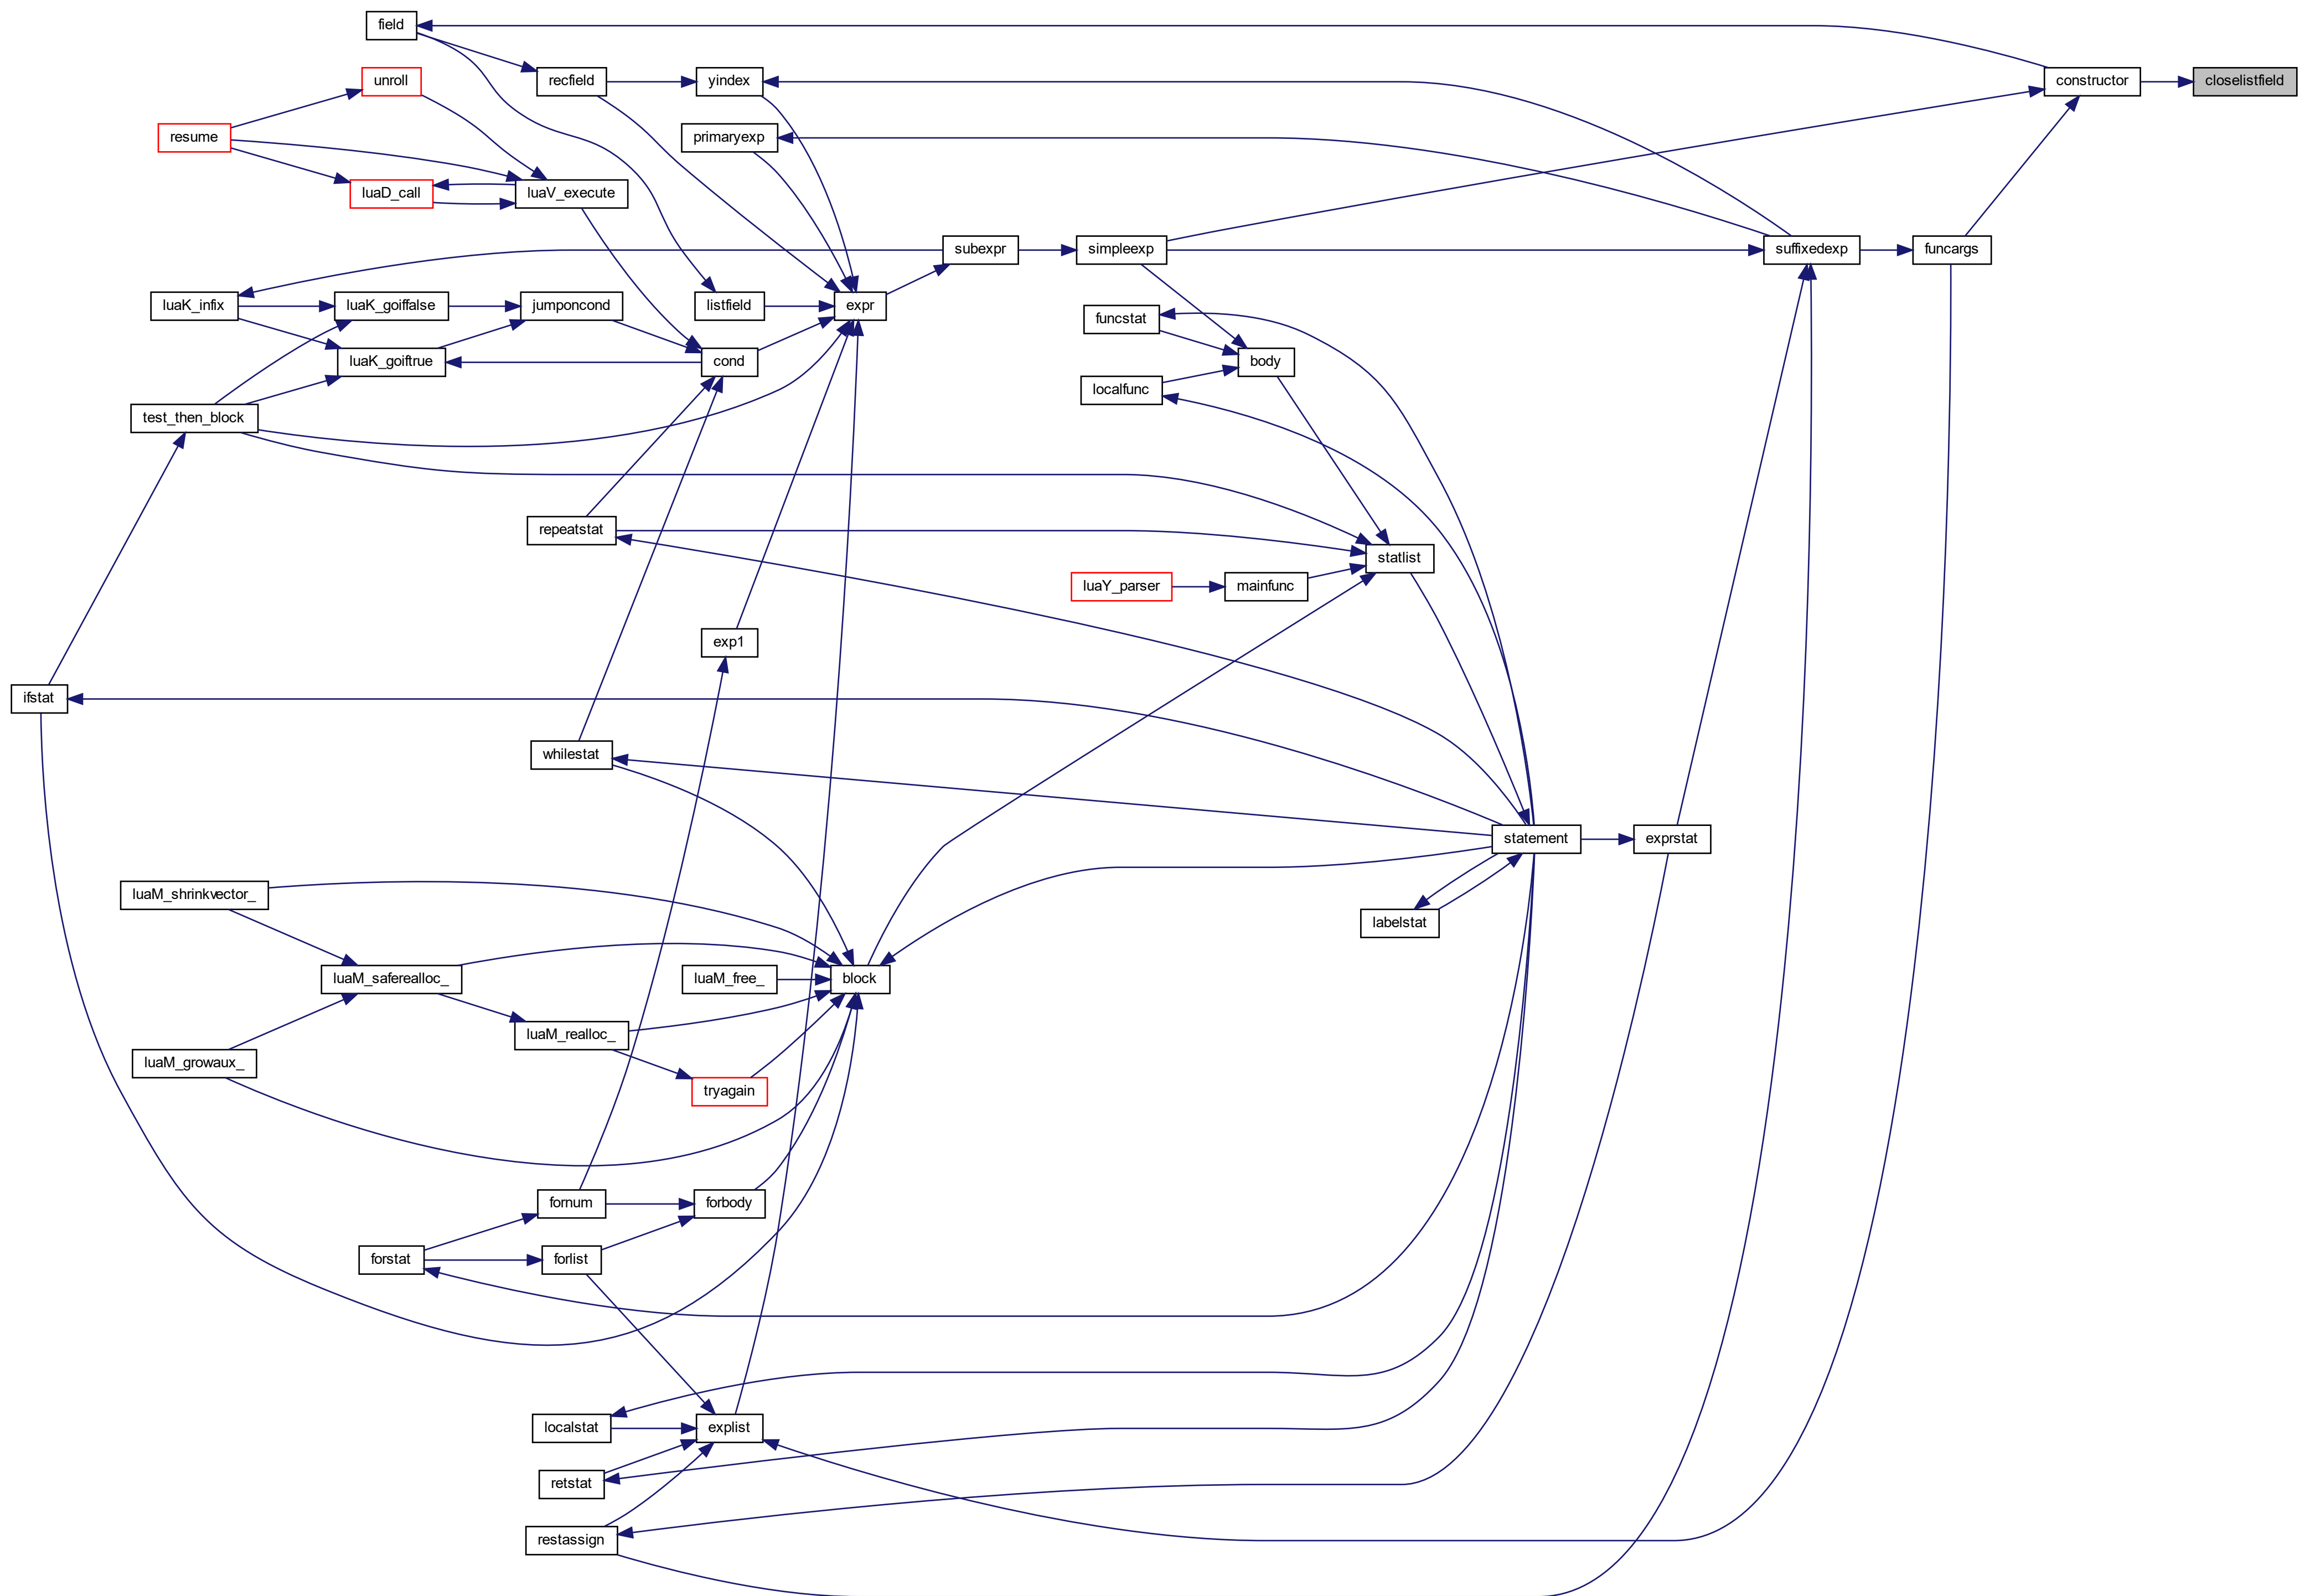 field
unroll
recfield
yindex
constructor
closelistfield
resume
primaryexp
luaD_call
luaV_execute
subexpr
simpleexp
suffixedexp
funcargs
luaK_infix
luaK_goiffalse
jumponcond
listfield
expr
funcstat
luaK_goiftrue
cond
body
localfunc
test_then_block
repeatstat
statlist
luaY_parser
mainfunc
exp1
ifstat
whilestat
statement
exprstat
luaM_shrinkvector_
labelstat
luaM_saferealloc_
luaM_free_
block
luaM_realloc_
luaM_growaux_
tryagain
fornum
forbody
forstat
forlist
localstat
explist
retstat
restassign